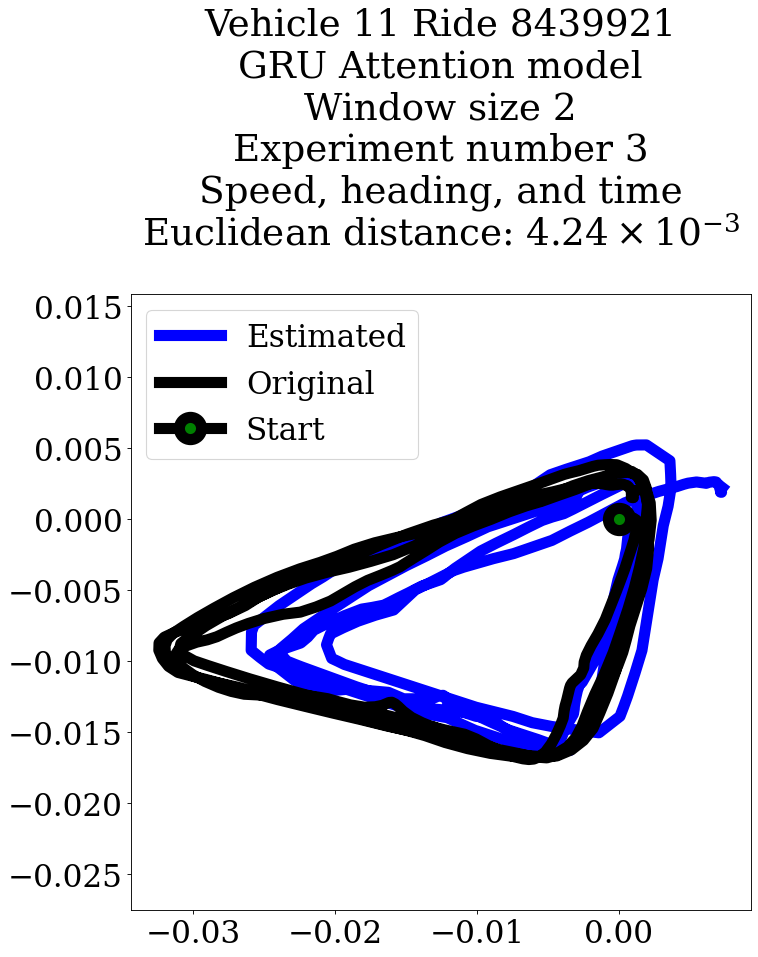 Vehicle 11 Ride 8439921
GRU Attention model
Window size 2
Experiment number 3
Speed, heading, and time
Euclidean distance: 4.24 × 10⁻³
0.015
0.010
0.005
0.000
−0.005
−0.010
−0.015
−0.020
−0.025
Estimated
Original
Start
−0.03 −0.02 −0.01 0.00